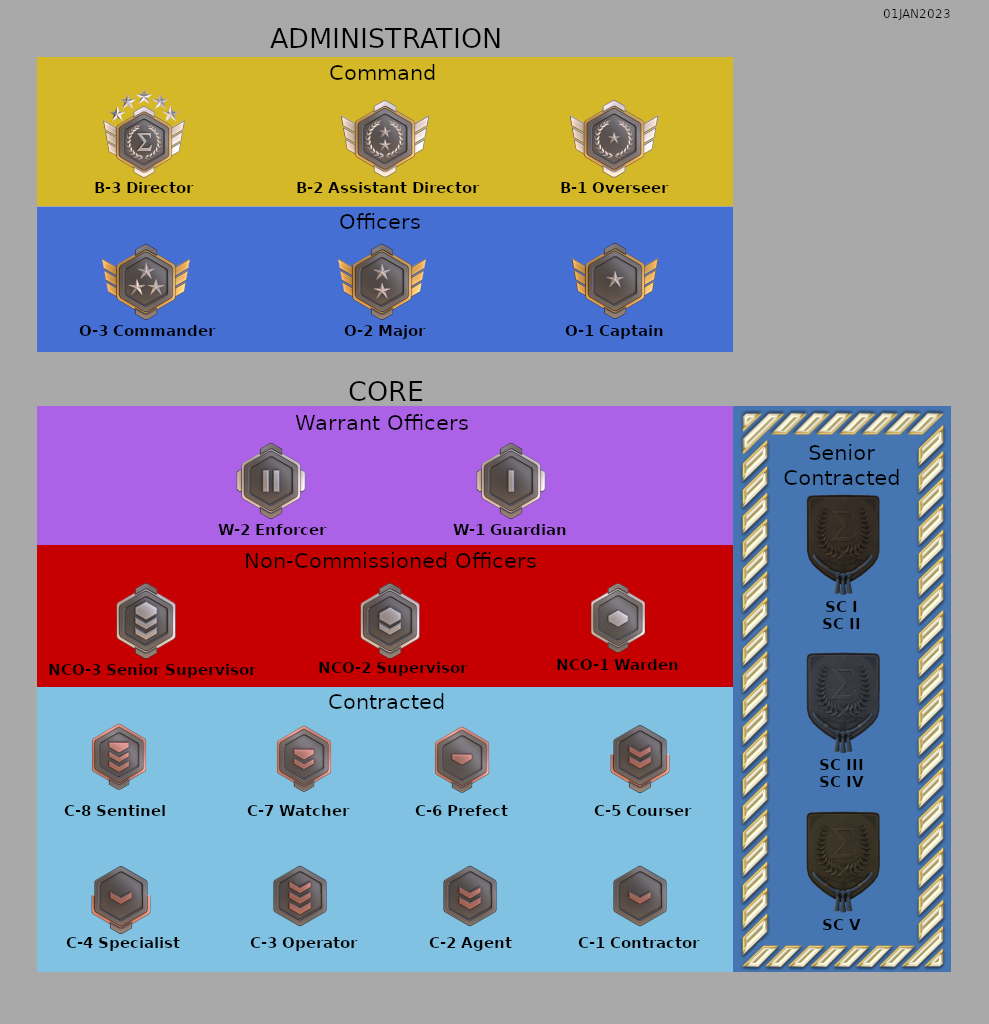 01JAN2023
ADMINISTRATION
Command
B-3 Director
B-2 Assistant Director
B-1 Overseer
Officers
O-3 Commander
O-2 Major
O-1 Captain
CORE
Warrant Officers
W-2 Enforcer
W-1 Guardian
Non-Commissioned Officers
NCO-3 Senior Supervisor
NCO-2 Supervisor
NCO-1 Warden
Contracted
C-8 Sentinel
C-7 Watcher
C-6 Prefect
C-5 Courser
C-4 Specialist
C-3 Operator
C-2 Agent
C-1 Contractor
Senior
Contracted
SC I
SC II
SC III
SC IV
SC V